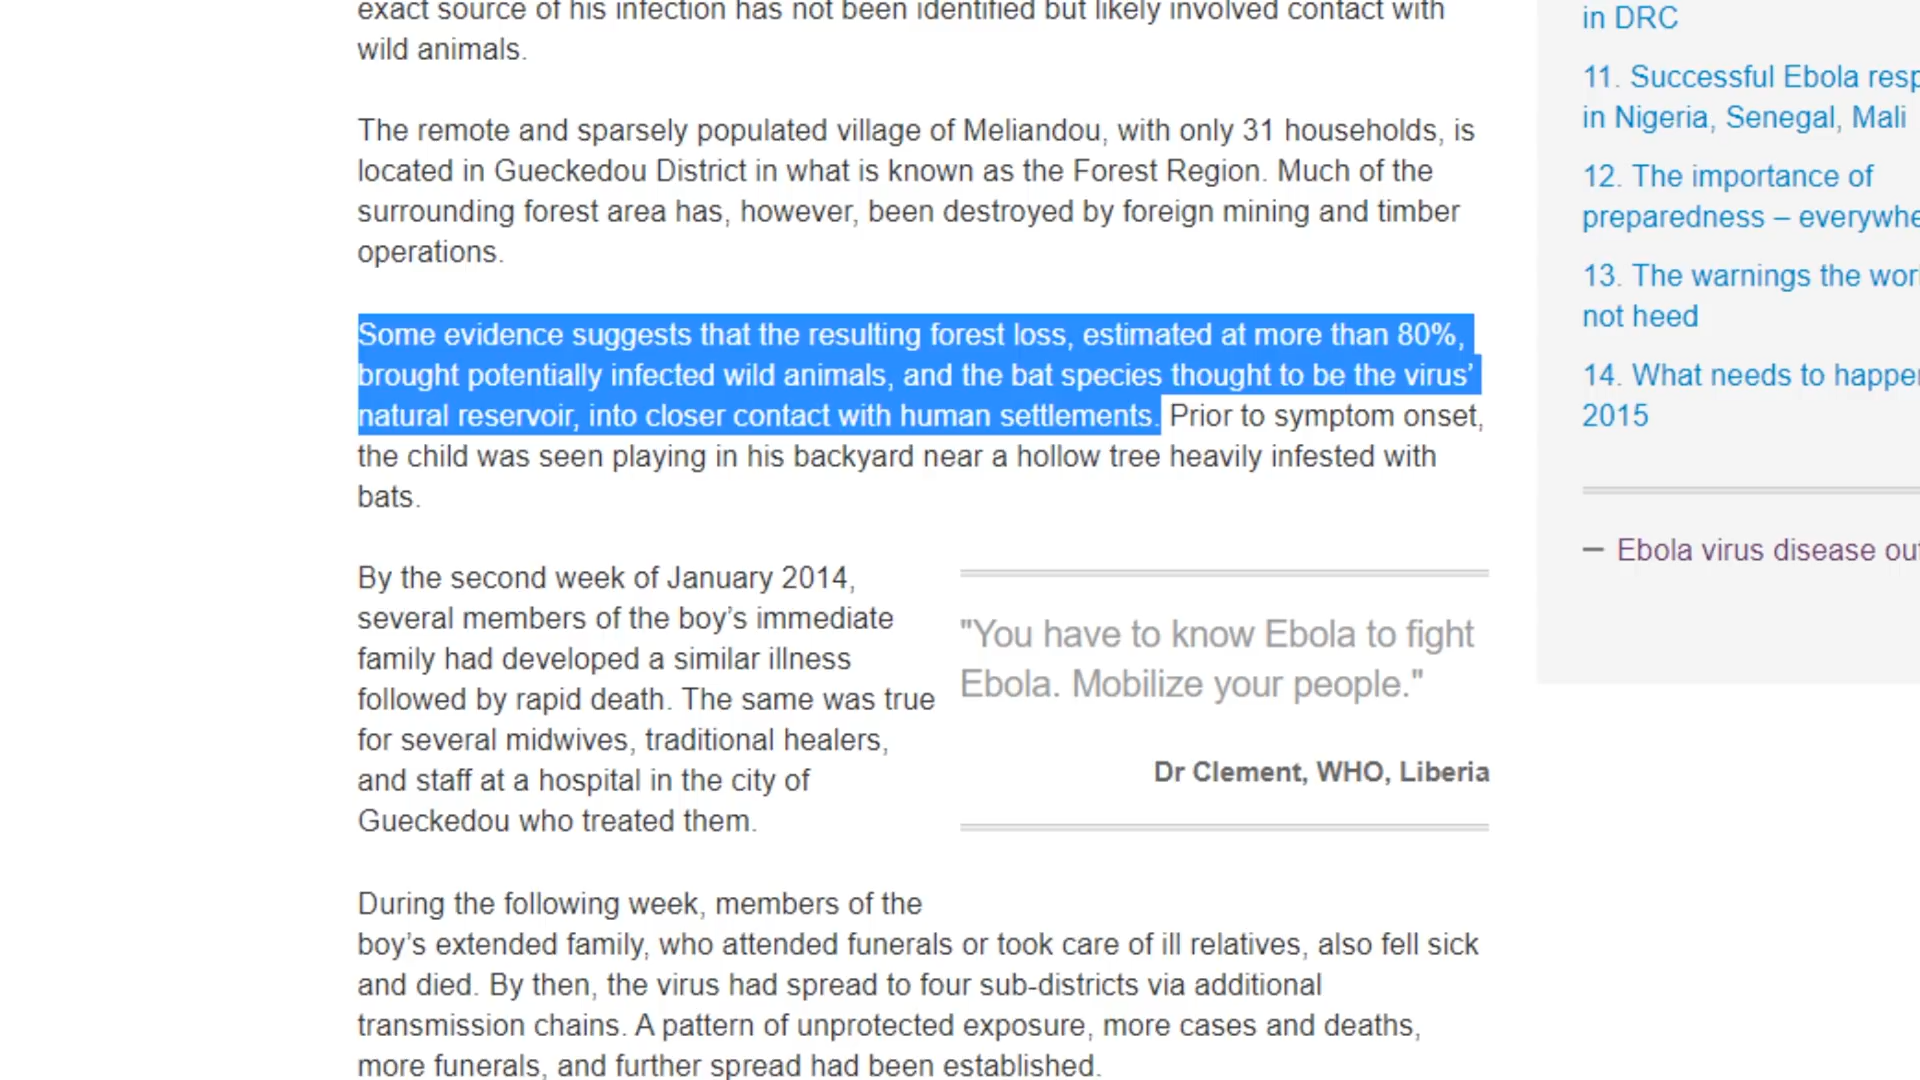 exact source of his infection has not been identified but likely involved contact with
wild animals.
The remote and sparsely populated village of Meliandou, with only 31 households, is
located in Gueckedou District in what is known as the Forest Region. Much of the
surrounding forest area has, however, been destroyed by foreign mining and timber
operations.
Some evidence suggests that the resulting forest loss, estimated at more than 80%,
brought potentially infected wild animals, and the bat species thought to be the virus’
natural reservoir, into closer contact with human settlements. Prior to symptom onset,
the child was seen playing in his backyard near a hollow tree heavily infested with
bats.
By the second week of January 2014,
several members of the boy’s immediate
family had developed a similar illness
followed by rapid death. The same was true
for several midwives, traditional healers,
and staff at a hospital in the city of
Gueckedou who treated them.
"You have to know Ebola to fight
Ebola. Mobilize your people."
Dr Clement, WHO, Liberia
During the following week, members of the
boy’s extended family, who attended funerals or took care of ill relatives, also fell sick
and died. By then, the virus had spread to four sub-districts via additional
transmission chains. A pattern of unprotected exposure, more cases and deaths,
more funerals, and further spread had been established.
in DRC
11. Successful Ebola resp
in Nigeria, Senegal, Mali
12. The importance of
preparedness – everywhe
13. The warnings the worl
not heed
14. What needs to happen
2015
– Ebola virus disease out